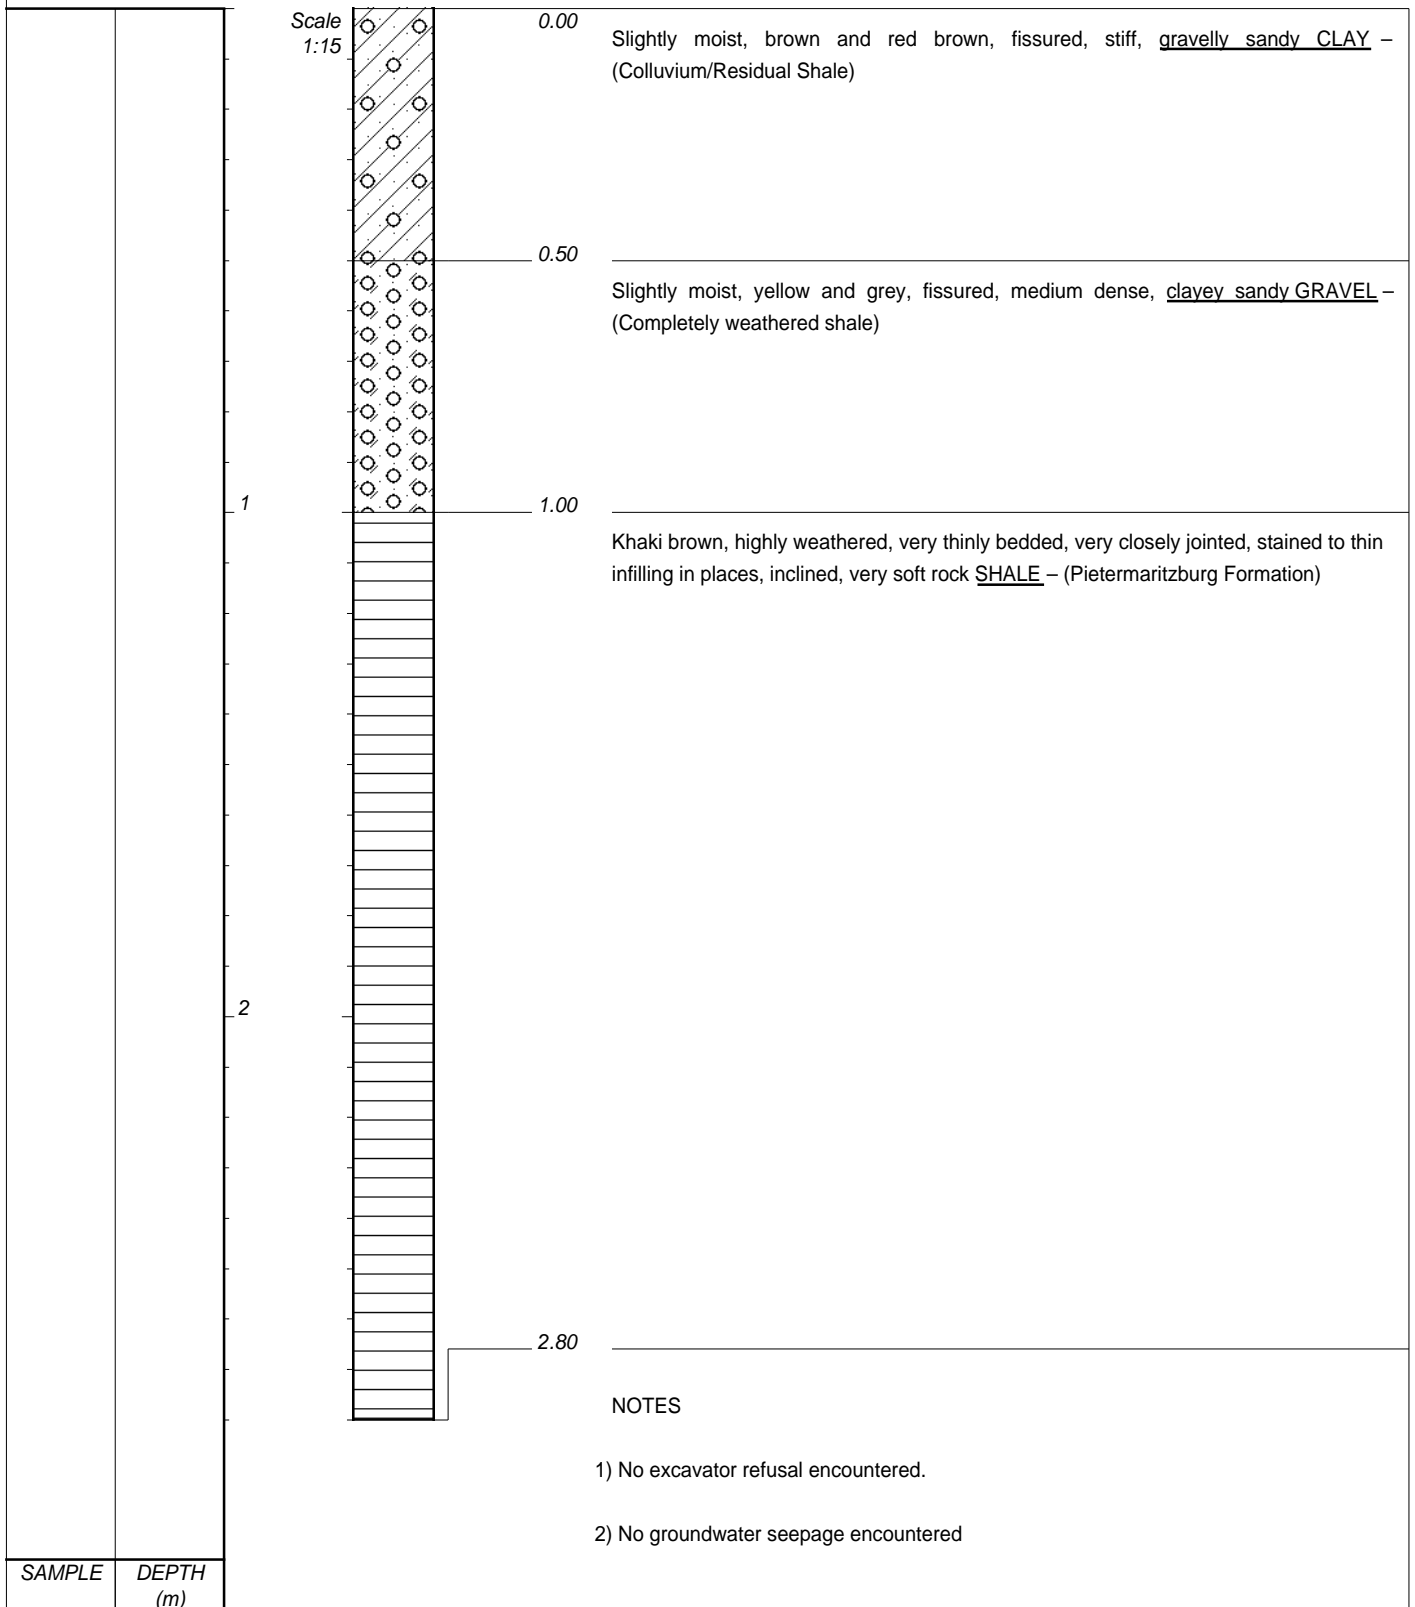 Scale
1:15
0.00
Slightly moist, brown and red brown, fissured, stiff, gravelly sandy CLAY –
(Colluvium/Residual Shale)
0.50
Slightly moist, yellow and grey, fissured, medium dense, clayey sandy GRAVEL –
(Completely weathered shale)
1
1.00
Khaki brown, highly weathered, very thinly bedded, very closely jointed, stained to thin
infilling in places, inclined, very soft rock SHALE – (Pietermaritzburg Formation)
2
2.80
NOTES
1) No excavator refusal encountered.
2) No groundwater seepage encountered
SAMPLE
DEPTH
(m)